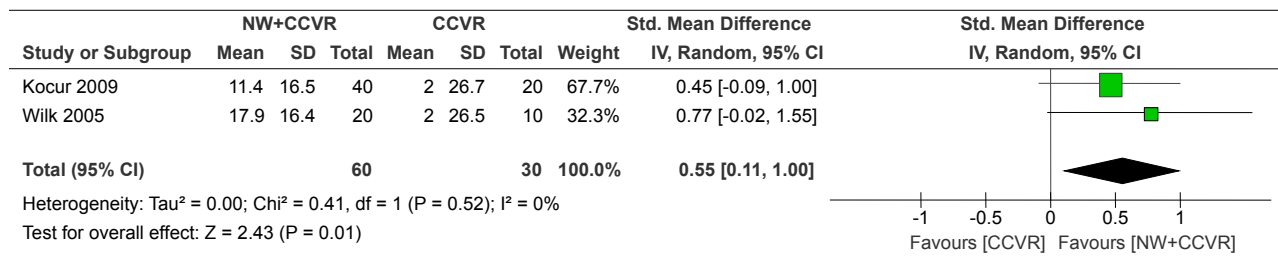 NW+CCVR CCVR Std. Mean Difference Std. Mean Difference
Study or Subgroup Mean SD Total Mean SD Total Weight IV, Random, 95% CI IV, Random, 95% CI
Kocur 2009 11.4 16.5 40 2 26.7 20 67.7% 0.45 [-0.09, 1.00]
Wilk 2005 17.9 16.4 20 2 26.5 10 32.3% 0.77 [-0.02, 1.55]
Total (95% CI) 60 30 100.0% 0.55 [0.11, 1.00]
Heterogeneity: Tau² = 0.00; Chi² = 0.41, df = 1 (P = 0.52); I² = 0%
Test for overall effect: Z = 2.43 (P = 0.01)
-1 -0.5 0 0.5 1
Favours [CCVR] Favours [NW+CCVR]